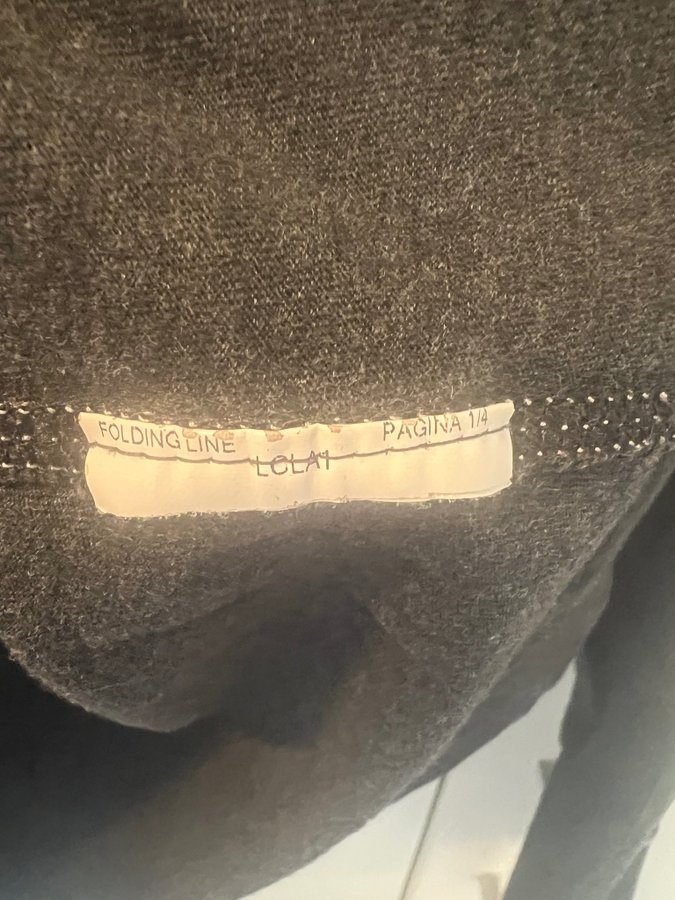 FOLDING LINE PAGINA 1/4
LCLA1